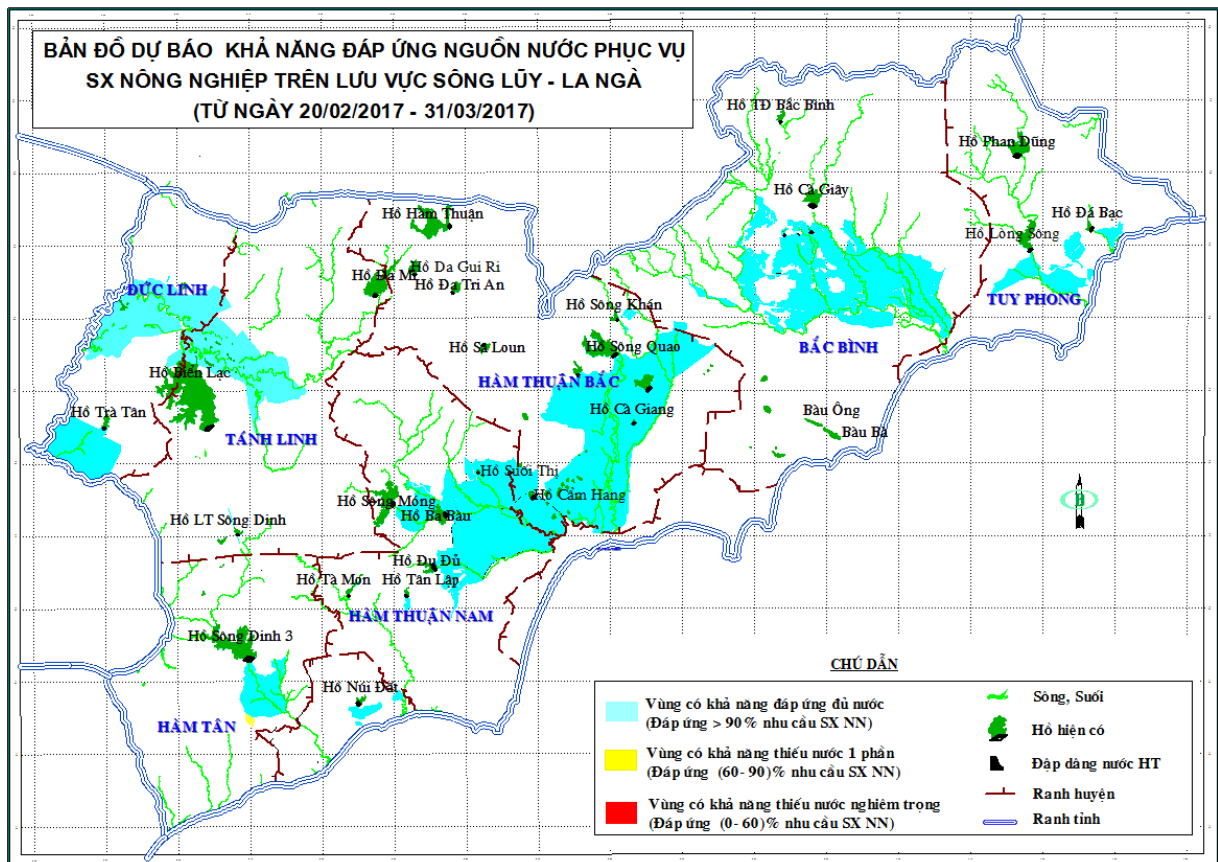 BẢN ĐỒ DỰ BÁO KHẢ NĂNG ĐÁP ỨNG NGUỒN NƯỚC PHỤC VỤ
SX NÔNG NGHIỆP TRÊN LƯU VỰC SÔNG LŨY - LA NGÀ
(TỪ NGÀY 20/02/2017 - 31/03/2017)
Hồ TĐ Bắc Bình
Hồ Phan Dũng
Hồ Cà Giây
Hồ Hàm Thuận
Hồ Đá Bạc
Hồ Lòng Sông
Hồ Đa Mi
Hồ Da Gui Ri
Hồ Đa Tri An
ĐỨC LINH
TUY PHONG
Hồ Sông Khán
Hồ Sa Loun
Hồ Sông Quao
BẮC BÌNH
Hồ Biển Lạc
HÀM THUẬN BẮC
Hồ Trà Tân
Hồ Cà Giang
Bàu Ông
Bàu Bà
TÁNH LINH
Hồ Suối Thị
Hồ Cẩm Hang
Hồ Sông Móng
Hồ Ba Bàu
Hồ LT Sông Dinh
Hồ Đu Đủ
Hồ Tà Mon
Hồ Tân Lập
HÀM THUẬN NAM
Hồ Sông Dinh 3
Hồ Núi Đất
HÀM TÂN
CHÚ DẪN
Vùng có khả năng đáp ứng đủ nước
(Đáp ứng > 90% nhu cầu SX NN)
Vùng có khả năng thiếu nước 1 phần
(Đáp ứng (60- 90)% nhu cầu SX NN)
Vùng có khả năng thiếu nước nghiêm trọng
(Đáp ứng (0- 60)% nhu cầu SX NN)
Sông, Suối
Hồ hiện có
Đập dâng nước HT
Ranh huyện
Ranh tỉnh